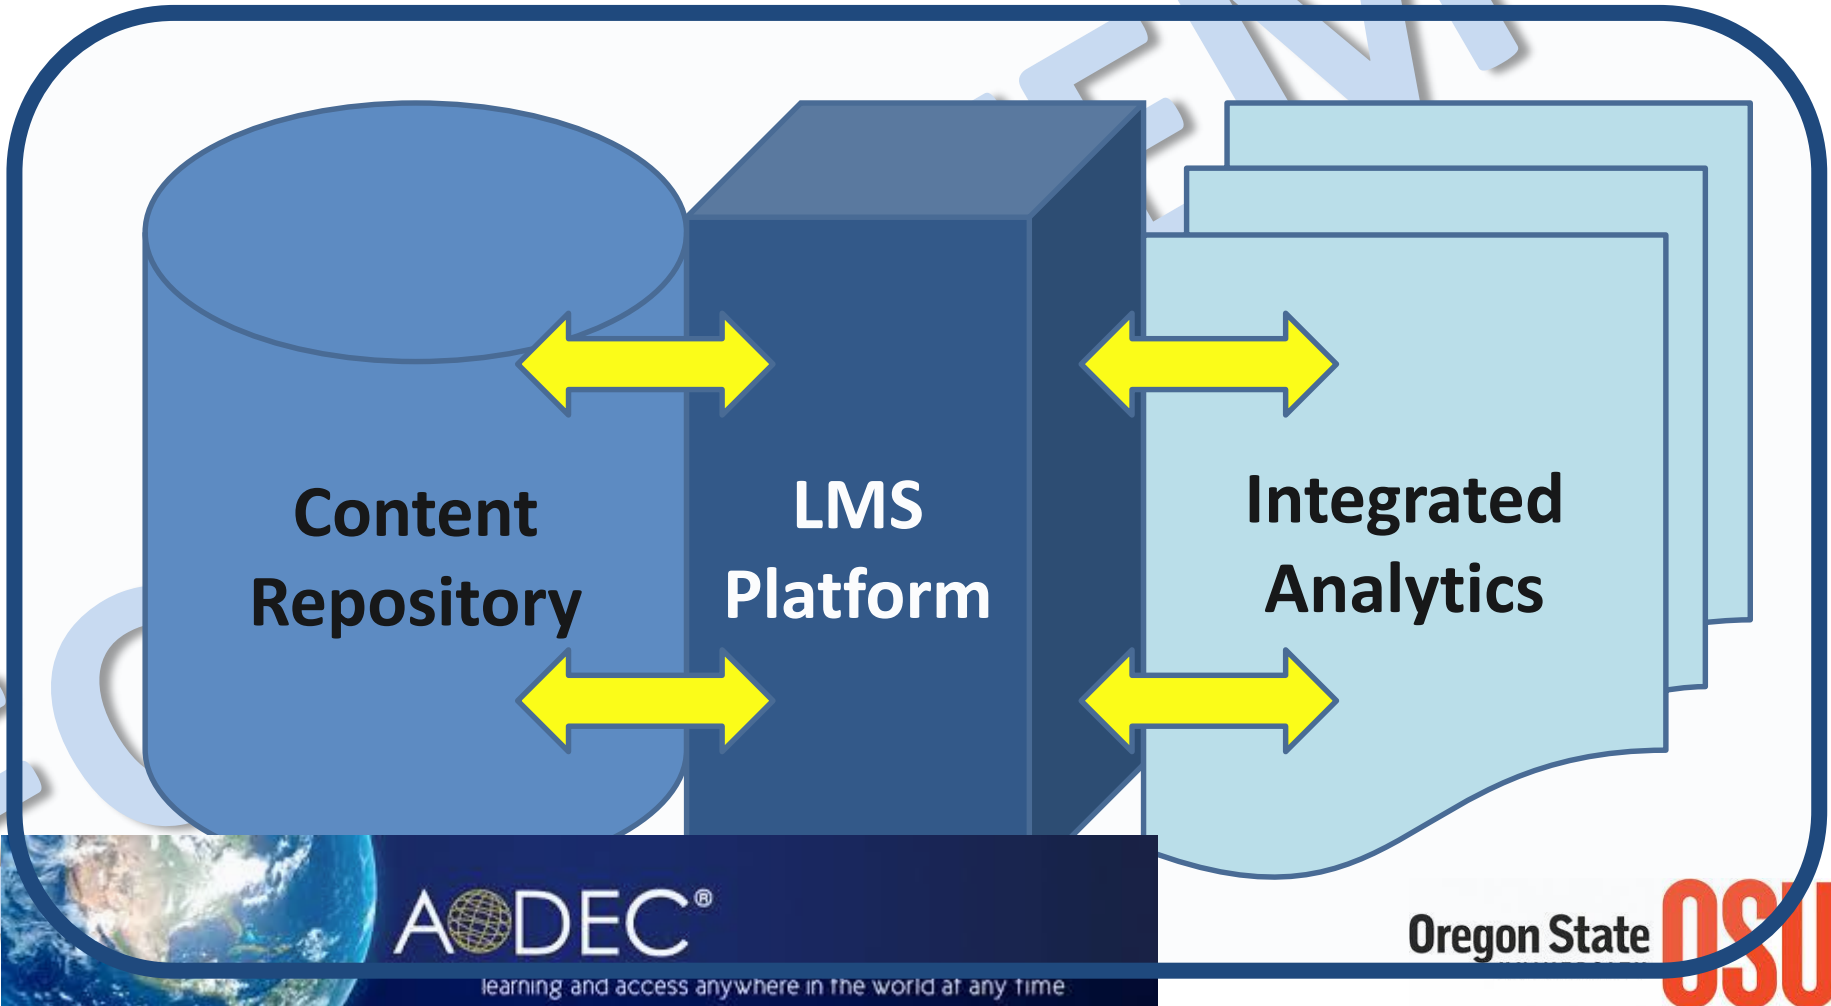 Content
Repository
LMS
Platform
Integrated
Analytics
A DEC®
learning and access anywhere in the world at any time
Oregon State
OSU